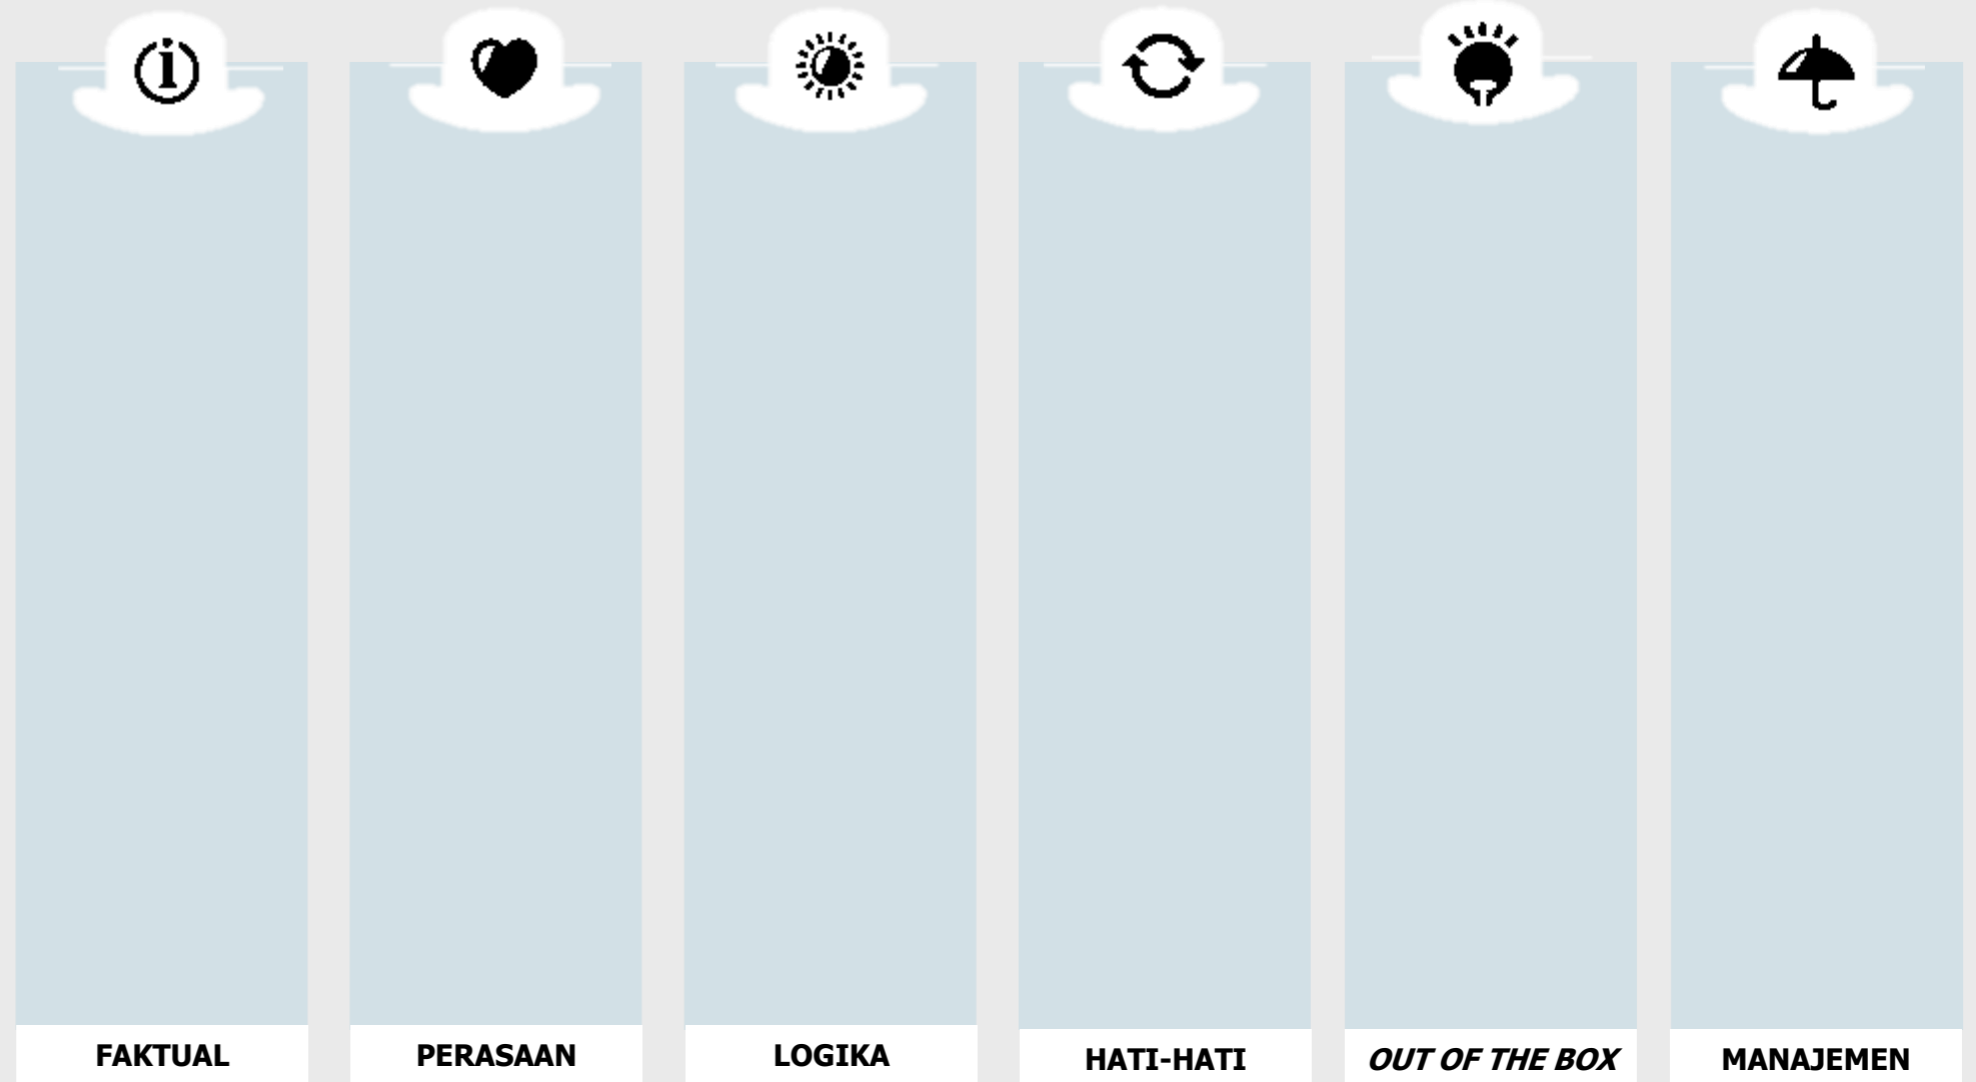 FAKTUAL
PERASAAN
LOGIKA
HATI-HATI
OUT OF THE BOX
MANAJEMEN